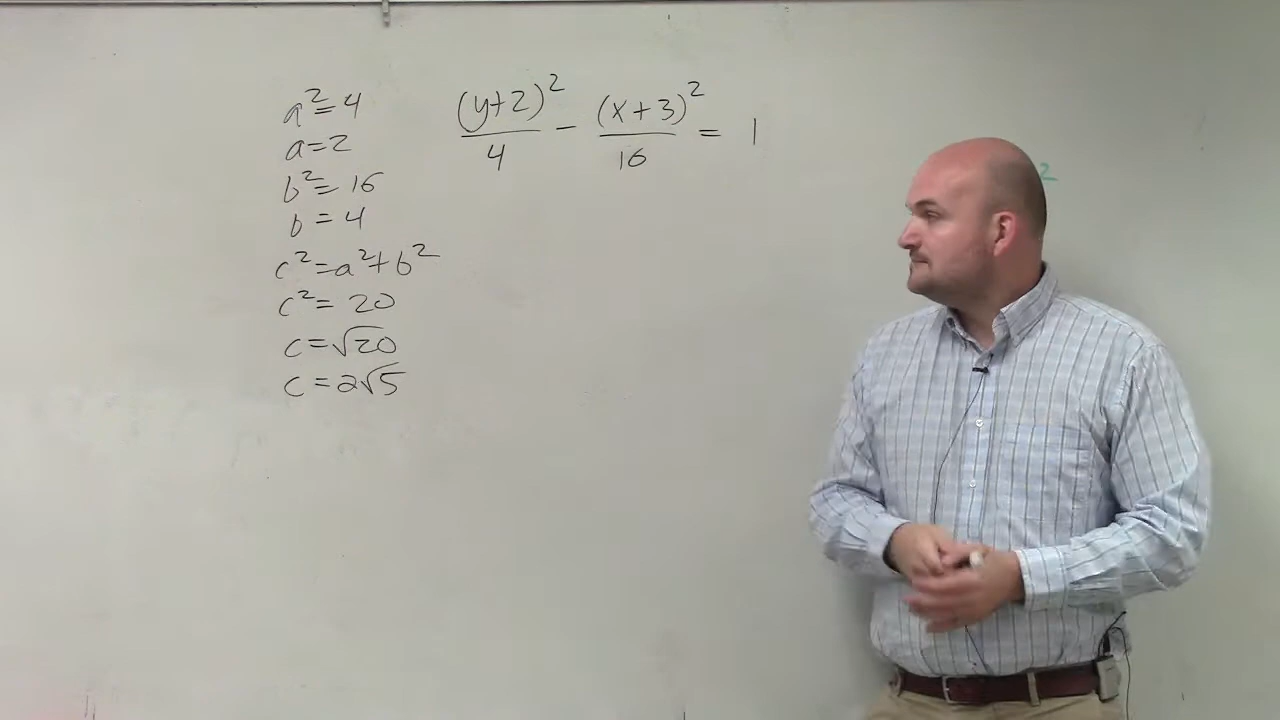 a²=4
a=2
b²=16
b=4
c²=a²+b²
c²=20
c=√20
c=2√5
(y+2)²/4 - (x+3)²/16 = 1
2